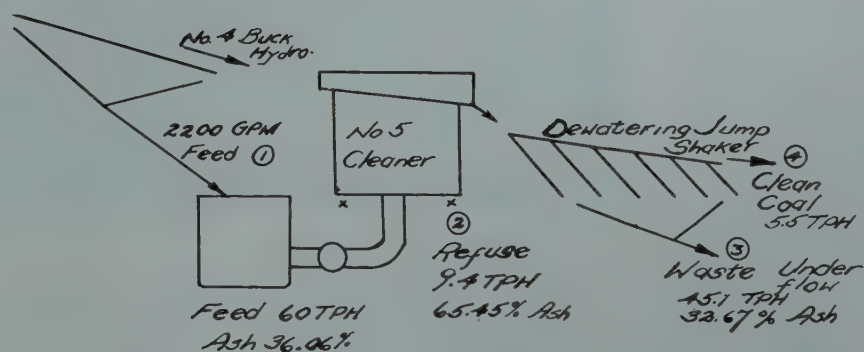 No. 4 Buck
Hydro.
2200 GPM
Feed ①
No 5
Cleaner
Dewatering Jump
Shaker
④
Clean
Coal
5.5 TPH
②
Refuse
9.4 TPH
65.45% Ash
③
Waste Under
flow
45.1 TPH
32.67% Ash
Feed 60 TPH
Ash 36.06%